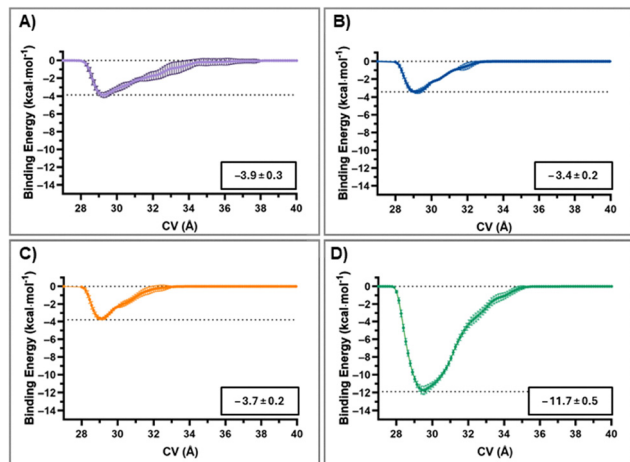 A)
Binding Energy (kcal·mol⁻¹)
0
−2
−4
−6
−8
−10
−12
−14
−3.9 ± 0.3
28 30 32 34 36 38 40
CV (Å)
B)
Binding Energy (kcal·mol⁻¹)
0
−2
−4
−6
−8
−10
−12
−14
−3.4 ± 0.2
28 30 32 34 36 38 40
CV (Å)
C)
Binding Energy (kcal·mol⁻¹)
0
−2
−4
−6
−8
−10
−12
−14
−3.7 ± 0.2
28 30 32 34 36 38 40
CV (Å)
D)
Binding Energy (kcal·mol⁻¹)
0
−2
−4
−6
−8
−10
−12
−14
−11.7 ± 0.5
28 30 32 34 36 38 40
CV (Å)